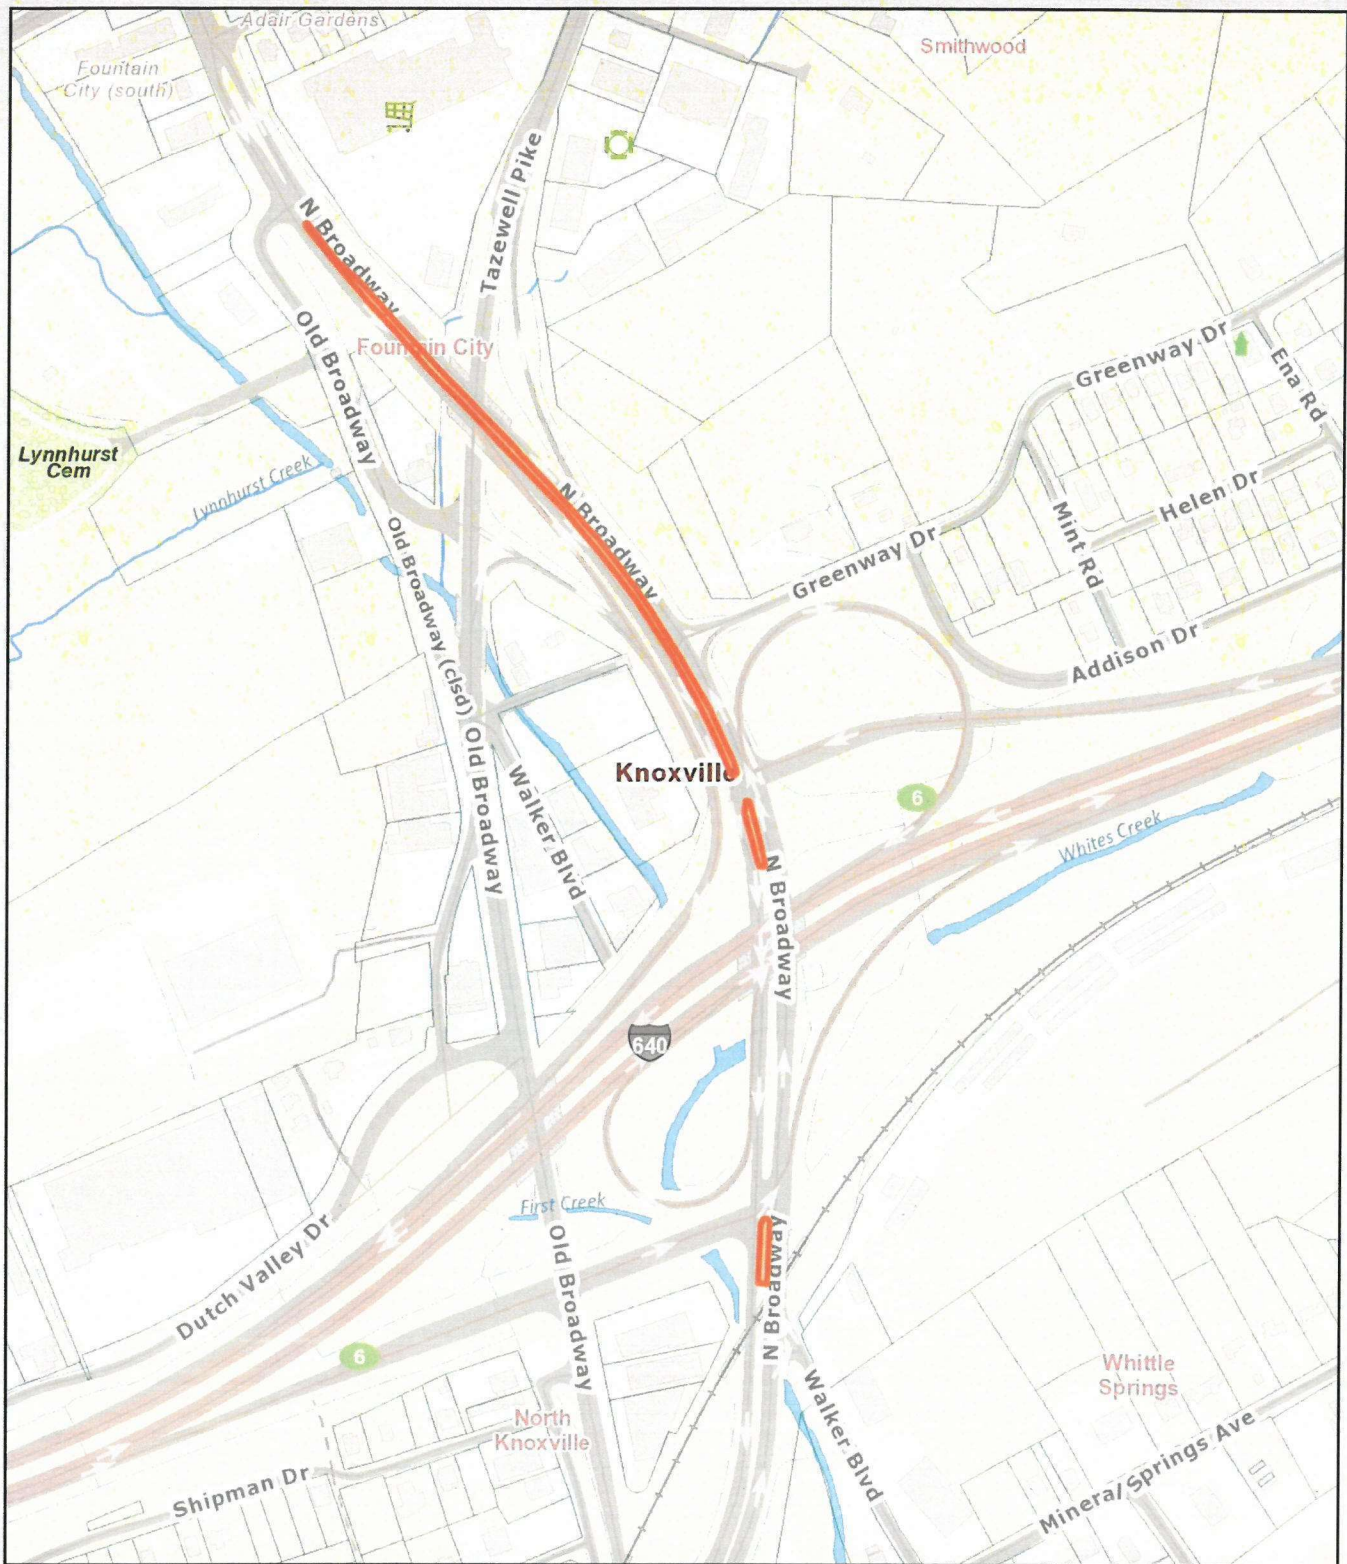 Adair Gardens
Smithwood
Fountain
City (south)
Tazewell Pike
N Broadway
Old Broadway
Fountain City
Greenway Dr
Ena Rd
Lynnhurst
Cem
Lynnhurst Creek
N Broadway
Helen Dr
Mint Rd
Greenway Dr
Old Broadway (clsd)
Addison Dr
Old Broadway
Walker Blvd
Knoxville
6
Whites Creek
N Broadway
640
First Creek
Dutch Valley Dr
Old Broadway
N Broadway
6
Whittle
Springs
North
Knoxville
Walker Blvd
Shipman Dr
Mineral Springs Ave